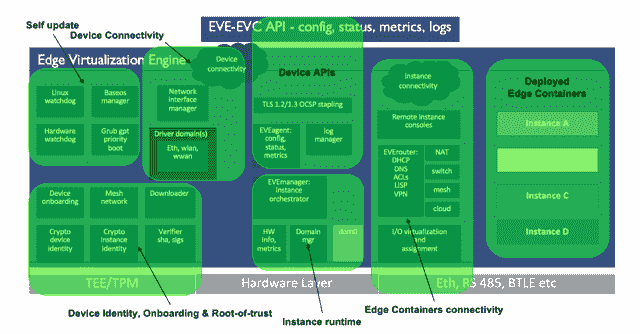 Self update
Device Connectivity
EVE-EVC API - config, status, metrics, logs
Edge Virtualization Engine
Linux
watchdog
Baseos
manager
Hardware
watchdog
Grub gpt
priority
boot
Device
connectivity
Network
interface
manager
Driver domain(s)
Eth, wlan,
wwan
Device APIs
TLS 1.2/1.3 OCSP stapling
EVEagent:
config,
status,
metrics
log
manager
Instance
connectivity
Remote instance
consoles
EVErouter:
DHCP
DNS
ACLs
LISP
VPN
NAT
switch
mesh
cloud
I/O virtualization
and
assignment
Deployed
Edge Containers
Instance A
Instance C
Instance D
Device
onboarding
Mesh
network
Downloader
Crypto
device
identity
Crypto
instance
identity
Verifier
sha, sigs
EVEmanager:
instance
orchestrator
HW
info,
metrics
Domain
mgr
dom0
TEE/TPM
Hardware Layer
Eth, RS 485, BTLE etc
Device Identity, Onboarding & Root-of-trust
Instance runtime
Edge Containers connectivity